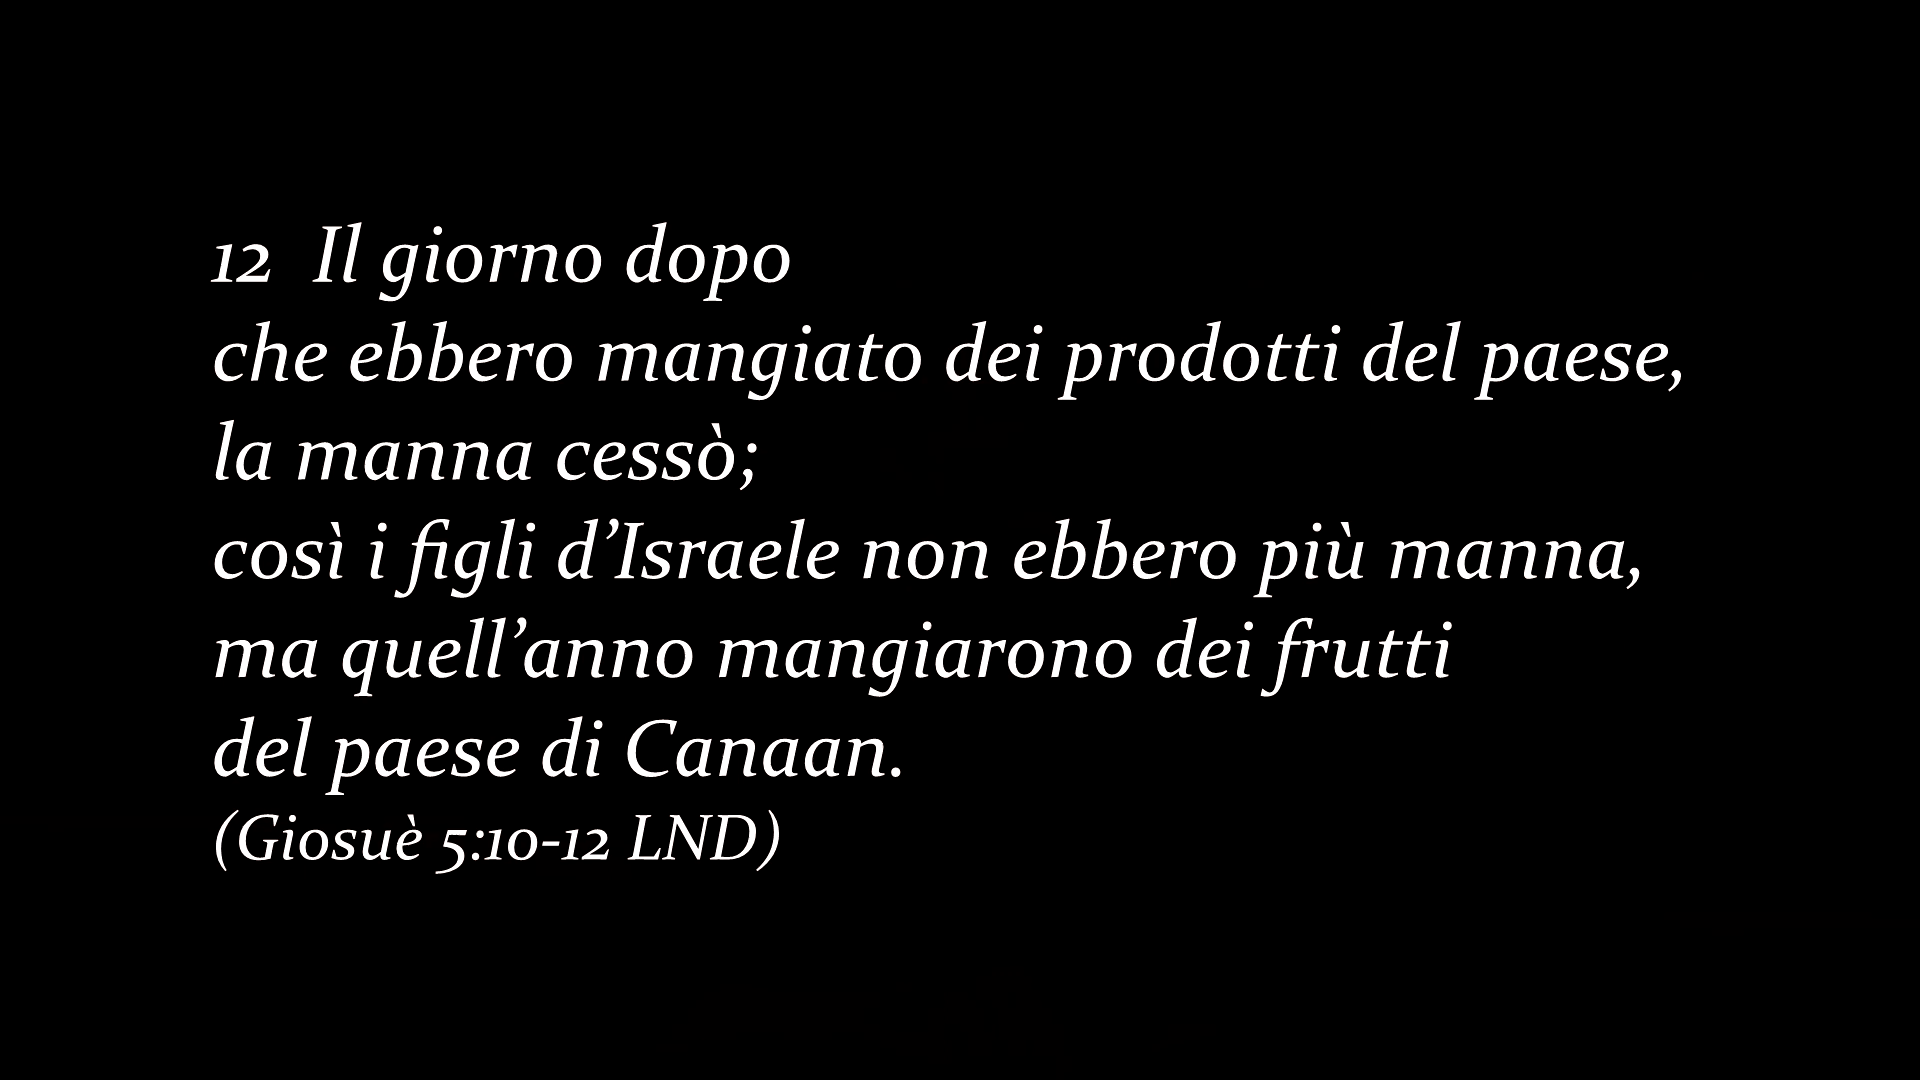 12  Il giorno dopo
che ebbero mangiato dei prodotti del paese,
la manna cessò;
così i figli d’Israele non ebbero più manna,
ma quell’anno mangiarono dei frutti
del paese di Canaan.
(Giosuè 5:10-12 LND)